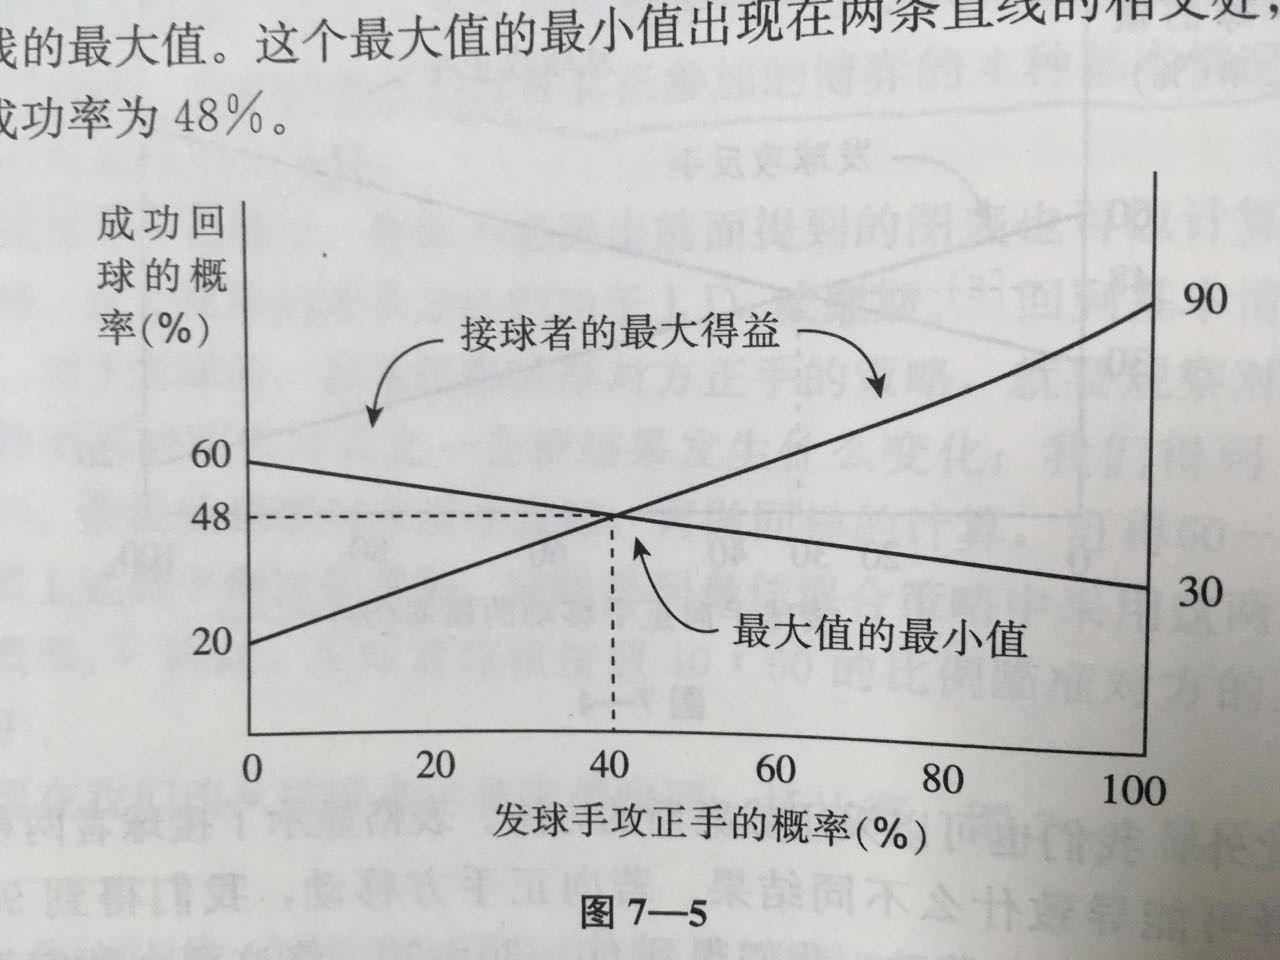 线的最大值。这个最大值的最小值出现在两条直线的相交处，
成功率为 48%。
成功回
球的概
率(%)
接球者的最大得益
90
60
48
30
20
最大值的最小值
0 20 40 60 80 100
发球手攻正手的概率(%)
图 7—5